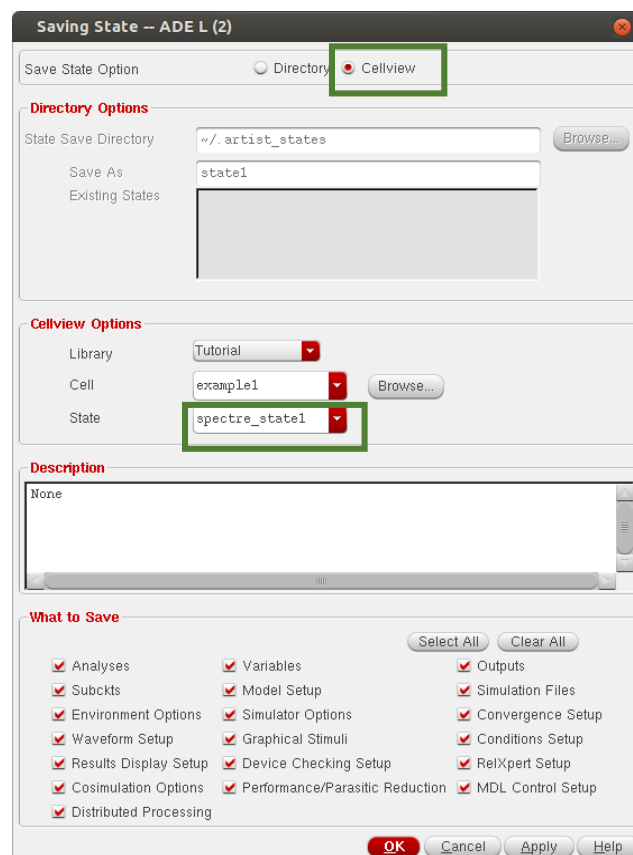 Saving State -- ADE L (2)
Save State Option Directory Cellview
Directory Options
State Save Directory ~/.artist_states Browse...
Save As state1
Existing States
Cellview Options
Library Tutorial
Cell example1 Browse...
State spectre_state1
Description
None
What to Save
Select All Clear All
Analyses Variables Outputs
Subckts Model Setup Simulation Files
Environment Options Simulator Options Convergence Setup
Waveform Setup Graphical Stimuli Conditions Setup
Results Display Setup Device Checking Setup RelXpert Setup
Cosimulation Options Performance/Parasitic Reduction MDL Control Setup
Distributed Processing
OK Cancel Apply Help